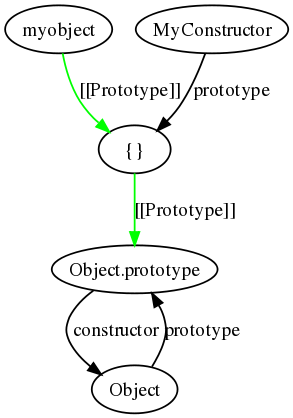 myobject
MyConstructor
[[Prototype]]
prototype
{}
[[Prototype]]
Object.prototype
constructor
prototype
Object